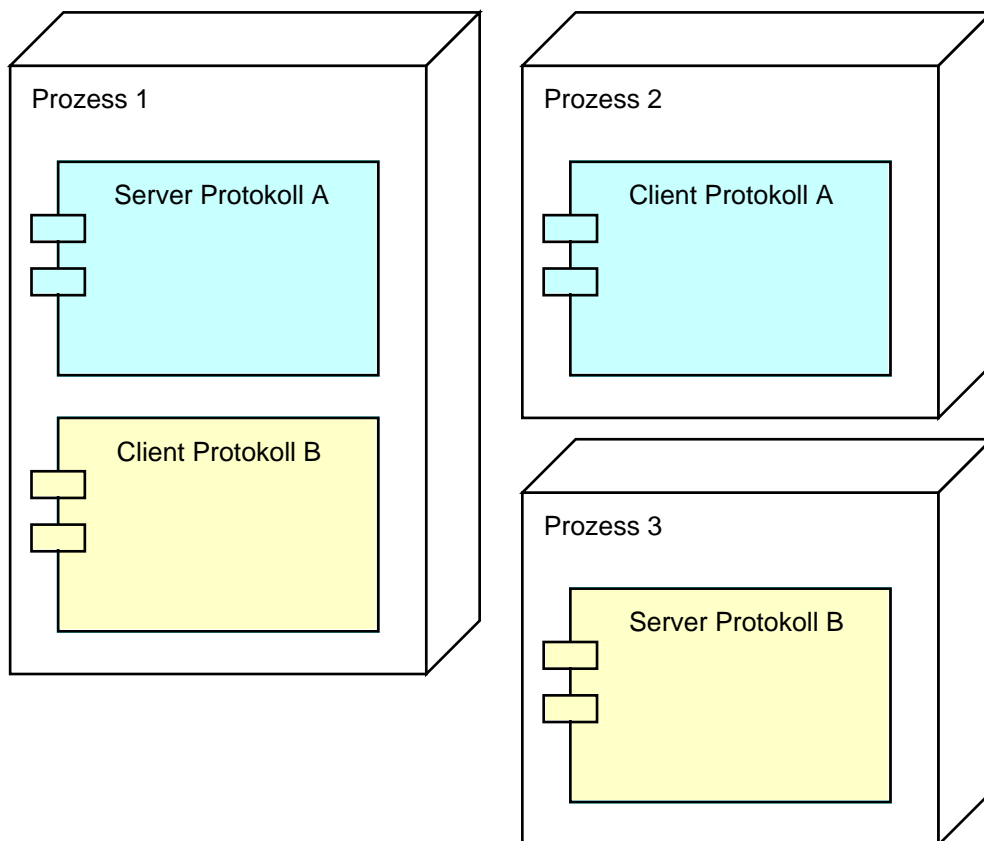 Prozess 1
Server Protokoll A
Client Protokoll B
Prozess 2
Client Protokoll A
Prozess 3
Server Protokoll B